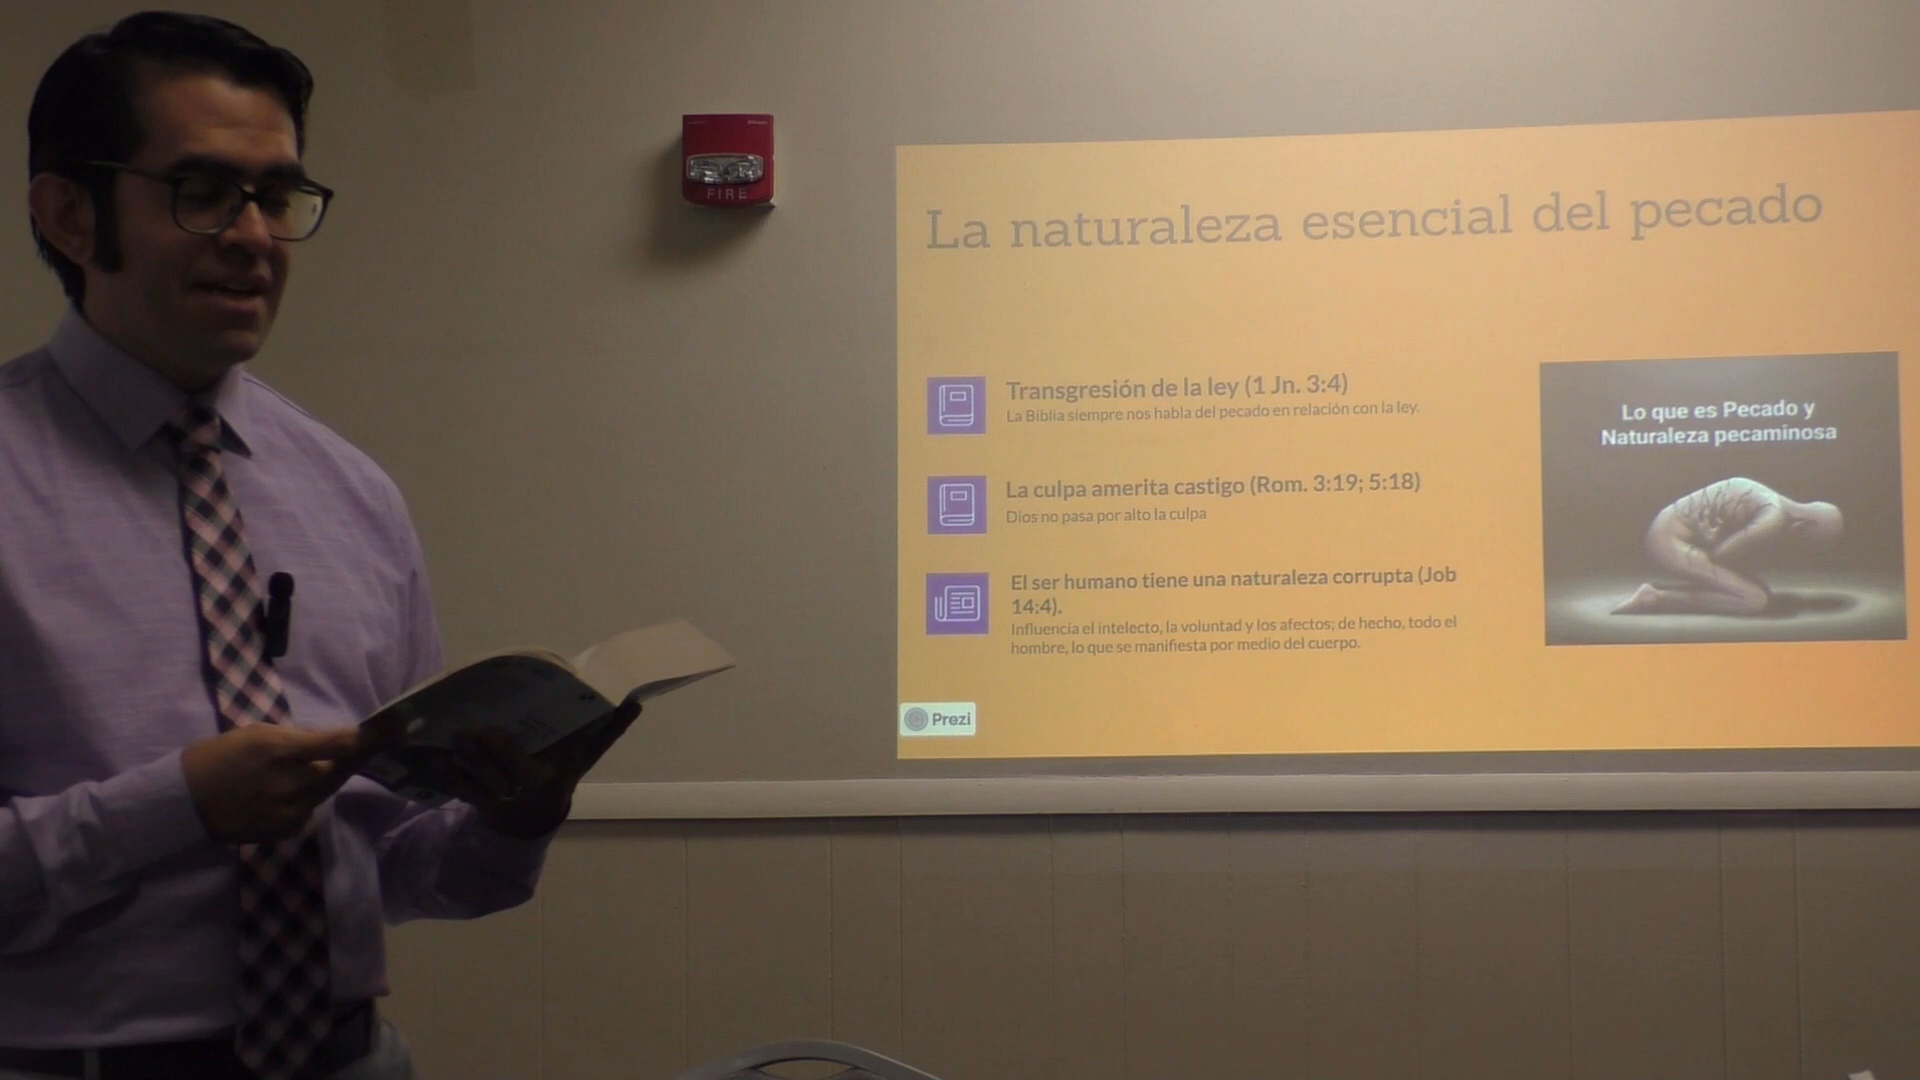 FIRE
La naturaleza esencial del pecado
Transgresión de la ley (1 Jn. 3:4)
La Biblia siempre nos habla del pecado en relación con la ley.
La culpa amerita castigo (Rom. 3:19; 5:18)
Dios no pasa por alto la culpa
El ser humano tiene una naturaleza corrupta (Job
14:4).
Influencia el intelecto, la voluntad y los afectos; de hecho, todo el
hombre, lo que se manifiesta por medio del cuerpo.
Lo que es Pecado y
Naturaleza pecaminosa
Prezi